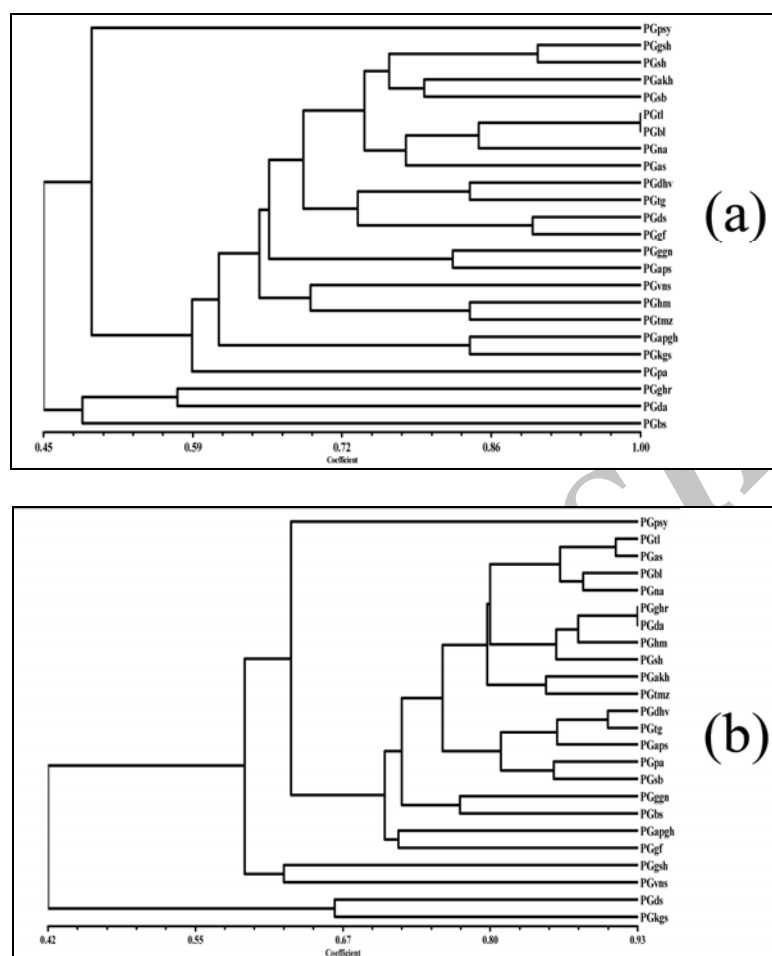 PGpsy
PGgsh
PGsh
PGakh
PGsb
PGtl
PGbl
PGna
PGas
PGdhv
PGtg
PGds
PGgf
PGggn
PGaps
PGvns
PGhm
PGtmz
PGapgh
PGkgs
PGpa
PGghr
PGda
PGbs
(a)
0.45 0.59 0.72 0.86 1.00
Coefficient
PGpsy
PGtl
PGas
PGbl
PGna
PGghr
PGda
PGhm
PGsh
PGakh
PGtmz
PGdhv
PGtg
PGaps
PGpa
PGsb
PGggn
PGbs
PGapgh
PGgf
PGgsh
PGvns
PGds
PGkgs
(b)
0.42 0.55 0.67 0.80 0.93
Coefficient